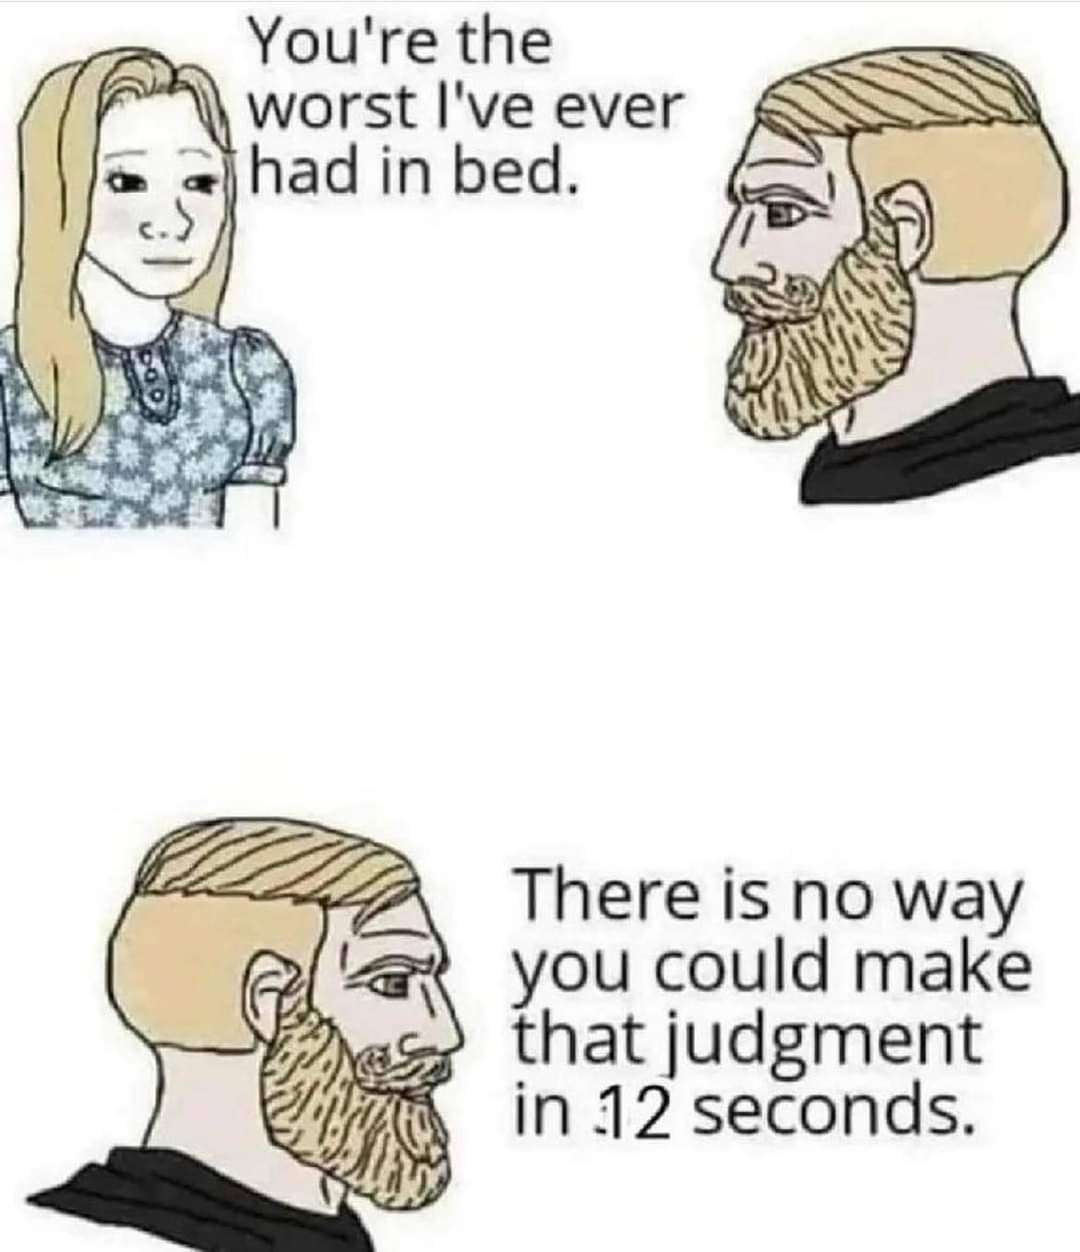 You're the
worst I've ever
had in bed.
There is no way
you could make
that judgment
in 12 seconds.